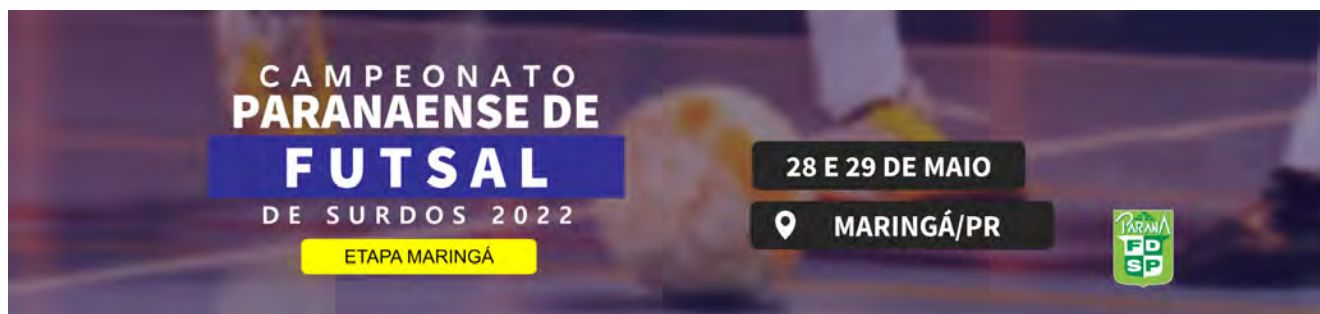 CAMPEONATO
PARANAENSE DE
FUTSAL
DE SURDOS 2022
ETAPA MARINGÁ
28 E 29 DE MAIO
MARINGÁ/PR
PARANÁ
FD
SP